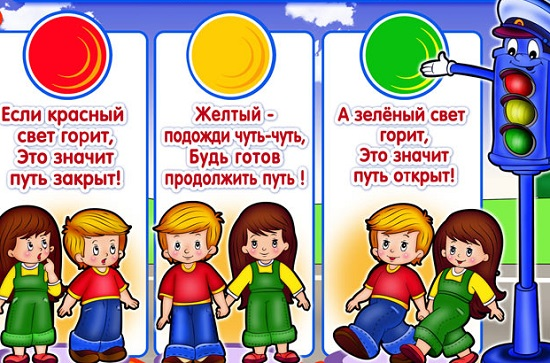 Если красный
свет горит,
Это значит
путь закрыт!
Желтый -
подожди чуть-чуть,
Будь готов
продолжить путь !
А зелёный свет
горит,
Это значит
путь открыт!